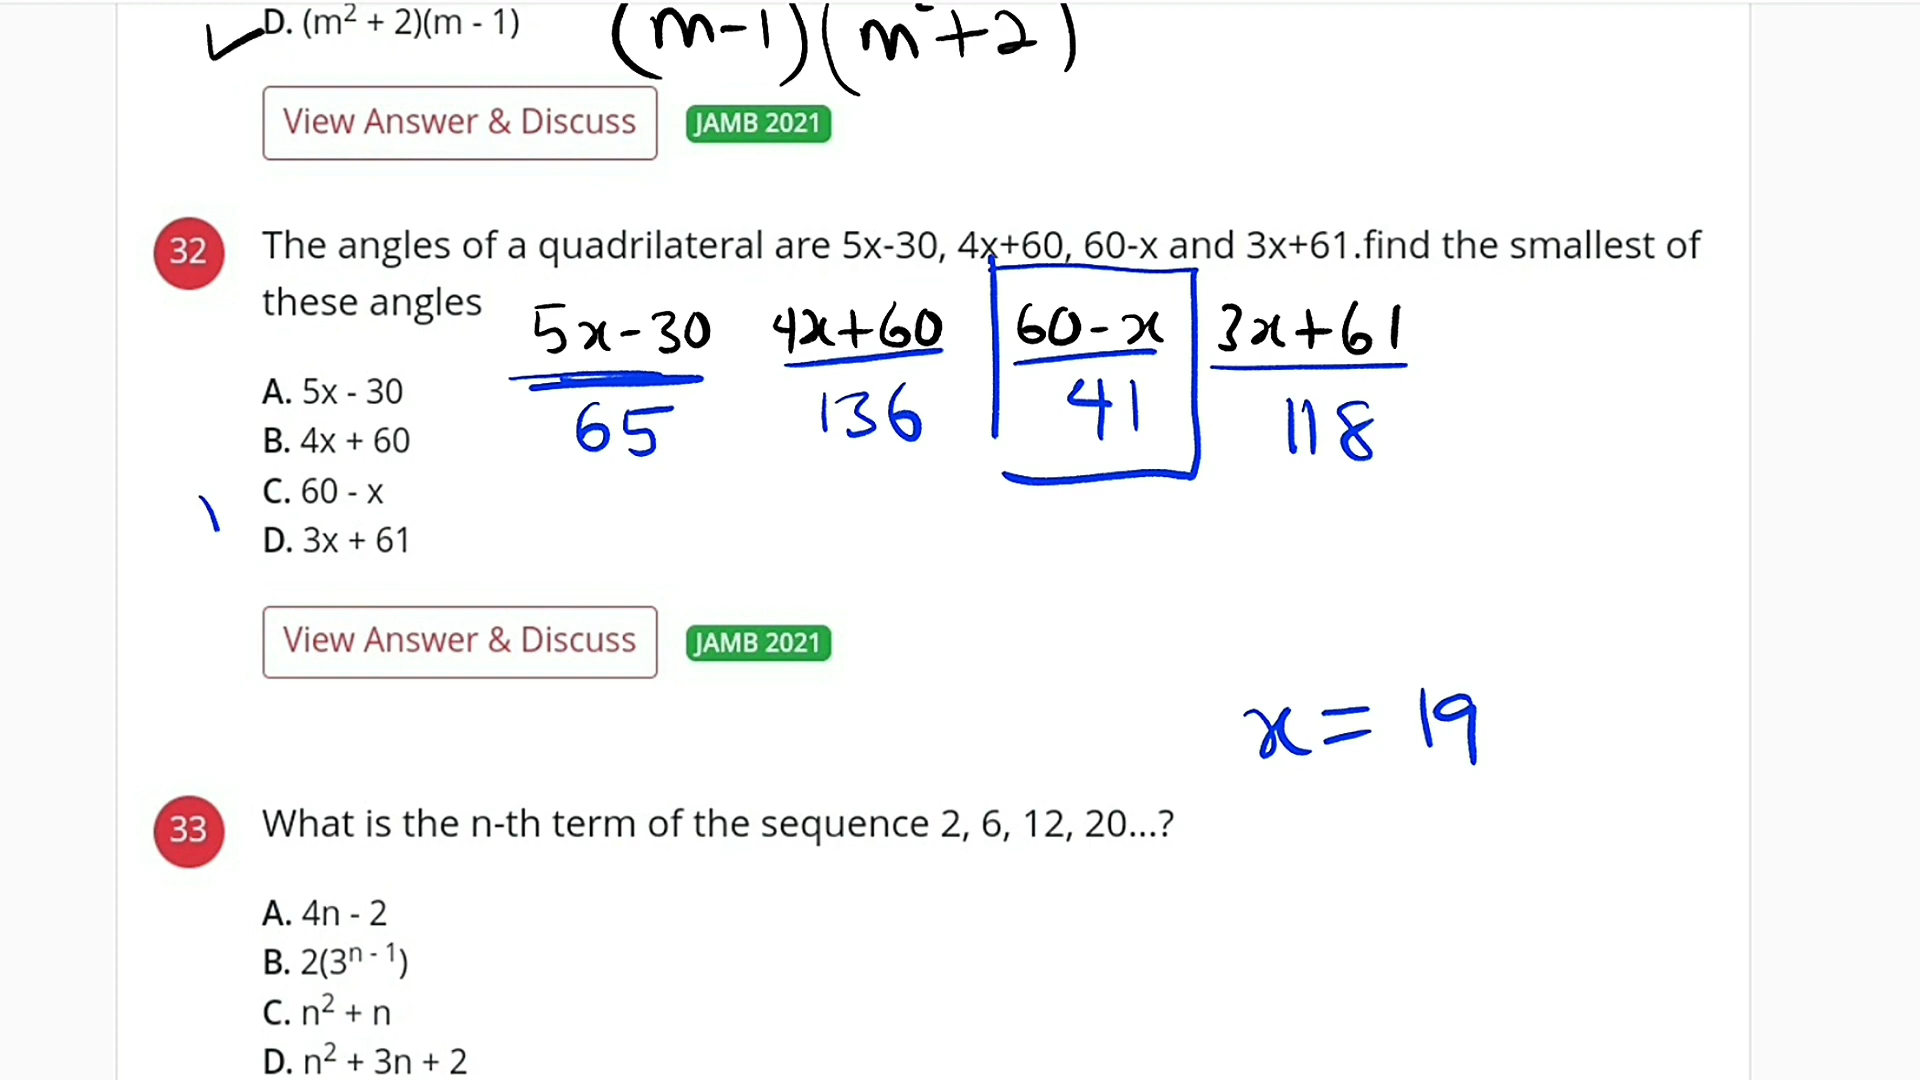 D. (m² + 2)(m - 1) (m-1)(m²+2)
View Answer & Discuss JAMB 2021
32 The angles of a quadrilateral are 5x-30, 4x+60, 60-x and 3x+61.find the smallest of
these angles
5x-30 4x+60 60-x 3x+61
65 136 41 118
A. 5x - 30
B. 4x + 60
C. 60 - x
D. 3x + 61
View Answer & Discuss JAMB 2021
x = 19
33 What is the n-th term of the sequence 2, 6, 12, 20...?
A. 4n - 2
B. 2(3ⁿ ⁻ ¹)
C. n² + n
D. n² + 3n + 2